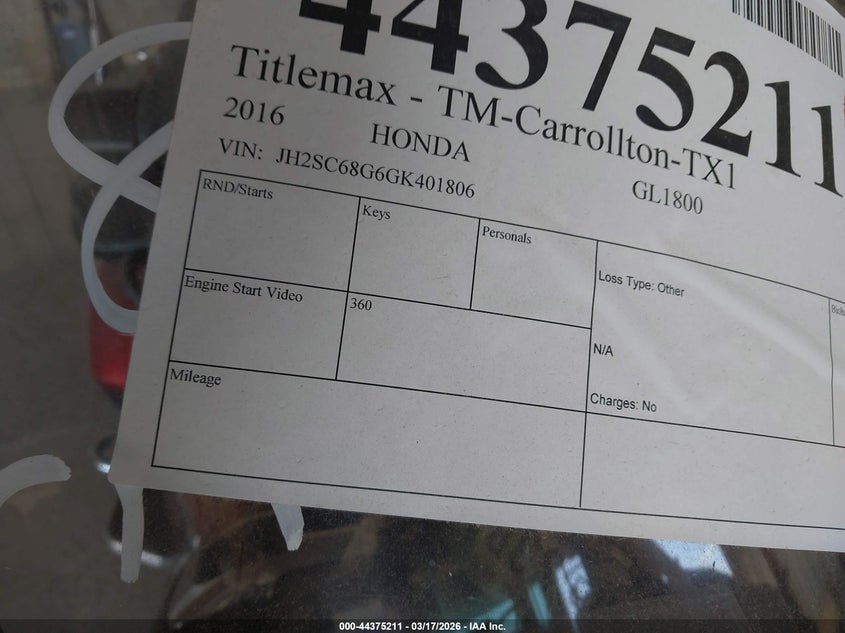 44375211
Titlemax - TM-Carrollton-TX1
2016 HONDA GL1800
VIN: JH2SC68G6GK401806
RND/Starts
Keys
Personals
Loss Type: Other
Engine Start Video
360
N/A
Mileage
Charges: No
000-44375211 - 03/17/2026 - IAA Inc.